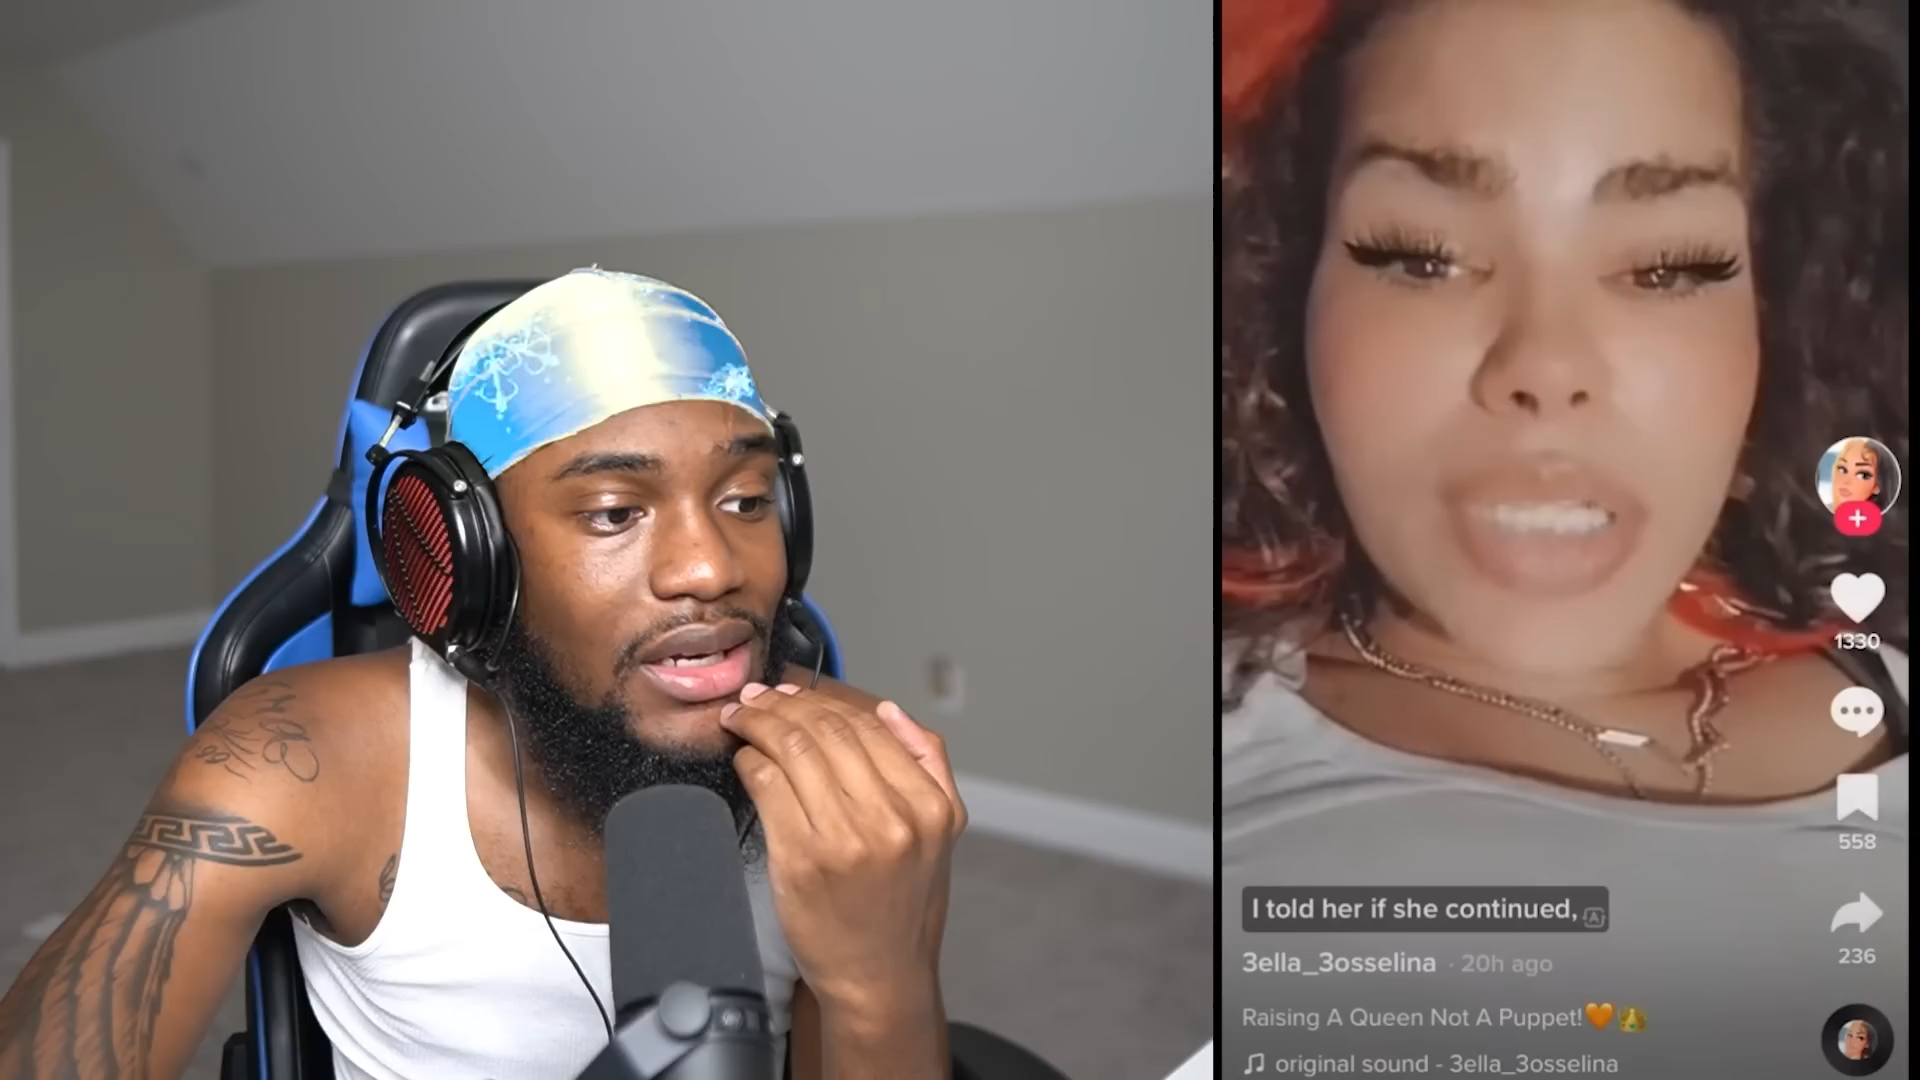 1330
558
236
I told her if she continued,
3ella_3osselina · 20h ago
Raising A Queen Not A Puppet!🧡👸
original sound - 3ella_3osselina